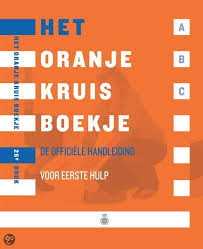 HET
ORANJE
KRUIS
BOEKJE
DE OFFICIËLE HANDLEIDING
VOOR EERSTE HULP
A
B
C
HET ORANJE KRUIS BOEKJE
26e DRUK